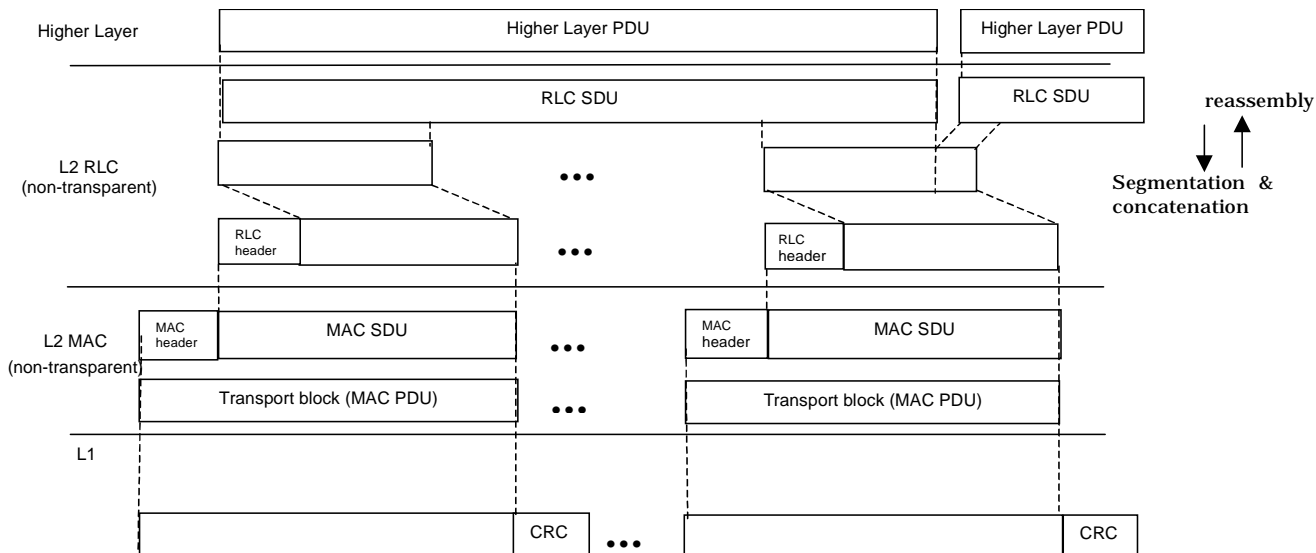 Higher Layer
Higher Layer PDU
Higher Layer PDU
RLC SDU
RLC SDU
reassembly
L2 RLC
(non-transparent)
Segmentation &
concatenation
RLC
header
RLC
header
L2 MAC
(non-transparent)
MAC
header
MAC SDU
MAC
header
MAC SDU
Transport block (MAC PDU)
Transport block (MAC PDU)
L1
CRC
CRC